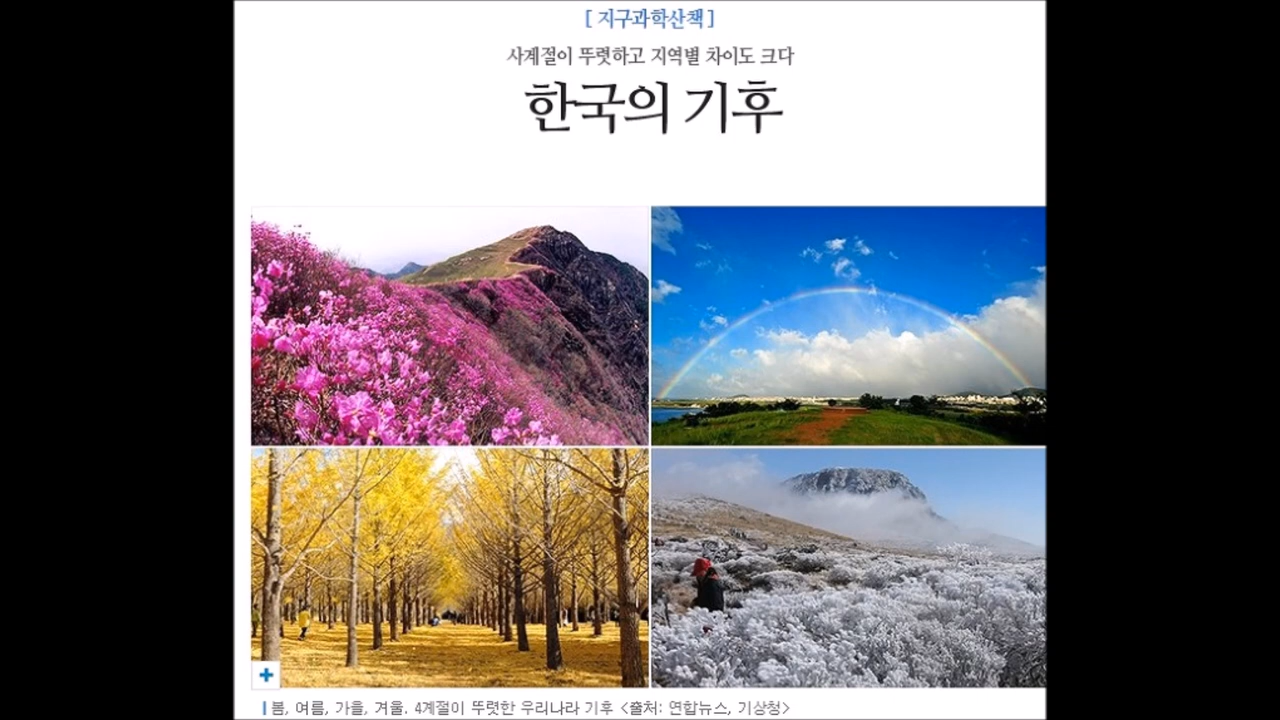 [ 지구과학산책 ]
사계절이 뚜렷하고 지역별 차이도 크다
한국의 기후
봄, 여름, 가을, 겨울. 4계절이 뚜렷한 우리나라 기후 <출처: 연합뉴스, 기상청>